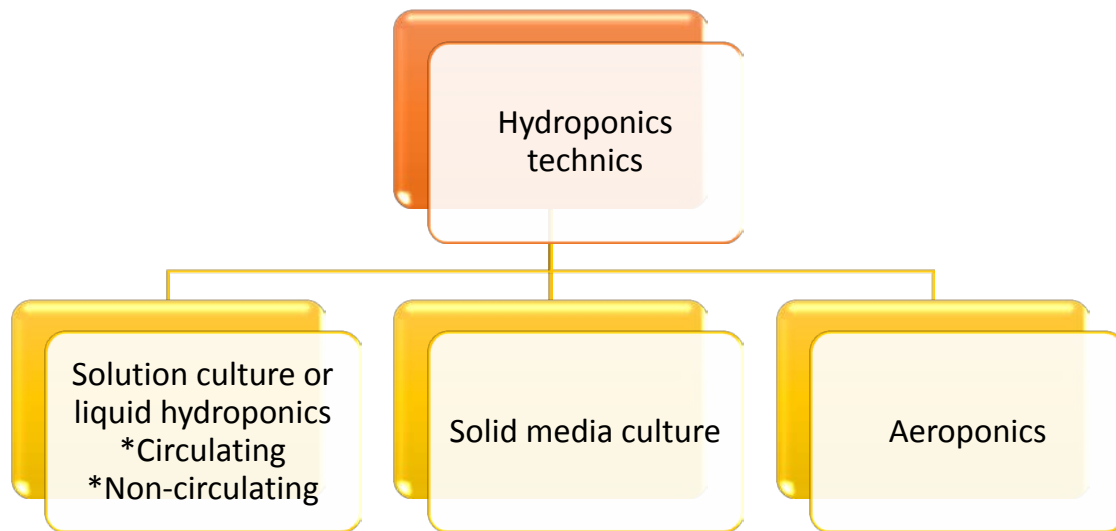 Hydroponics
technics
Solution culture or
liquid hydroponics
*Circulating
*Non-circulating
Solid media culture
Aeroponics